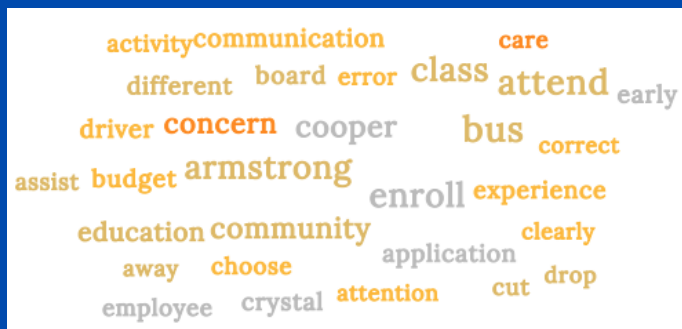 activity communication care
different board error class attend early
driver concern cooper bus correct
assist budget armstrong enroll experience
education community application clearly
away choose cut drop
employee crystal attention